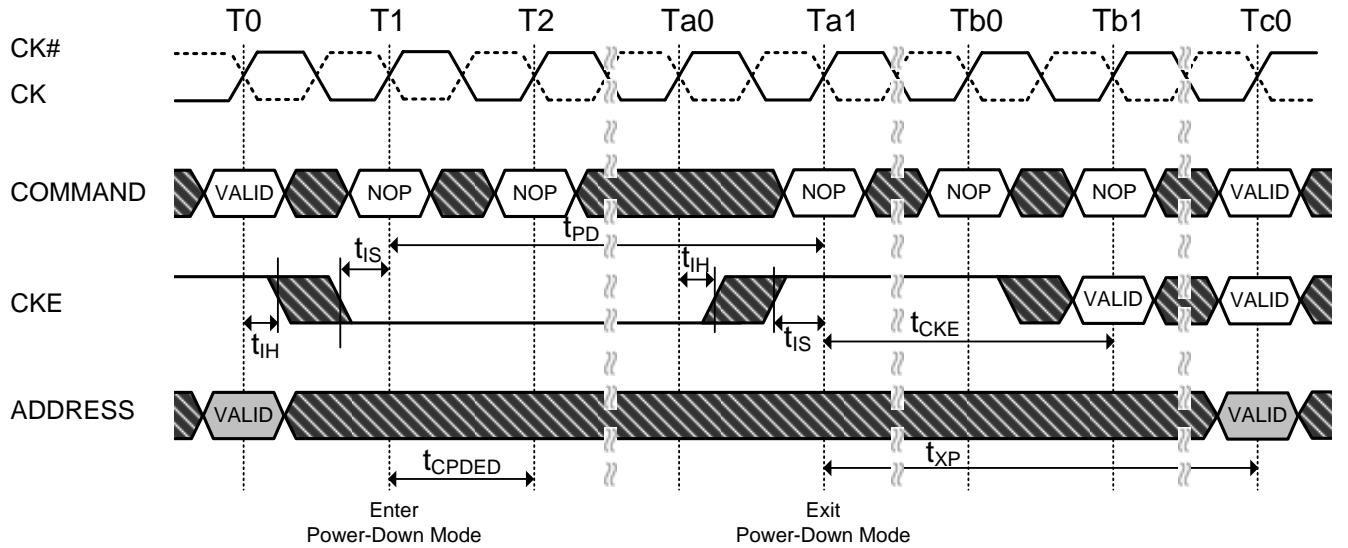 T0 T1 T2 Ta0 Ta1 Tb0 Tb1 Tc0
CK#
CK
COMMAND VALID NOP NOP NOP NOP NOP VALID
tPD
tIS tIH
CKE VALID VALID
tIH tIS tCKE
ADDRESS VALID VALID
tCPDED tXP
Enter
Power-Down Mode
Exit
Power-Down Mode